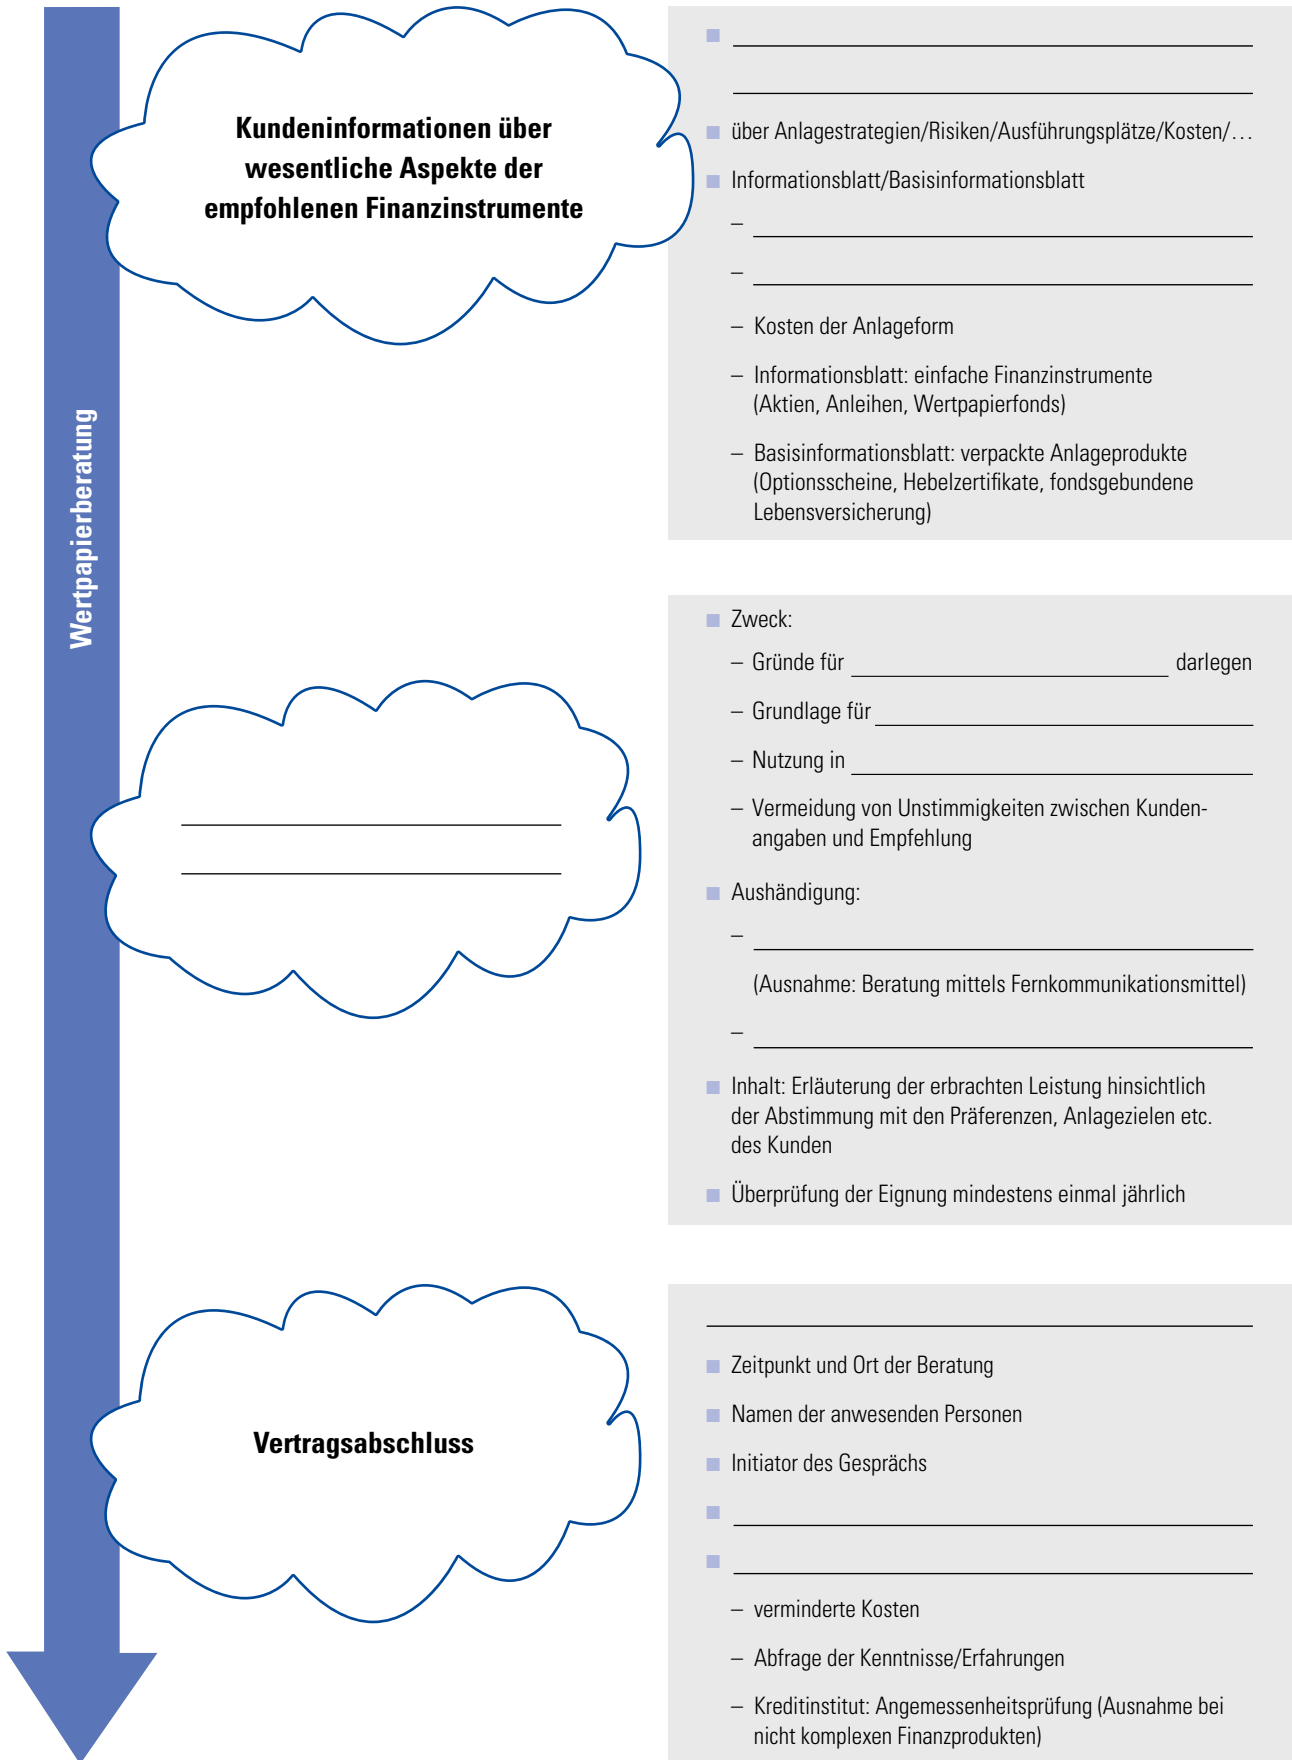 Wertpapierberatung
Kundeninformationen über
wesentliche Aspekte der
empfohlenen Finanzinstrumente
über Anlagestrategien/Risiken/Ausführungsplätze/Kosten/…
Informationsblatt/Basisinformationsblatt
–
–
– Kosten der Anlageform
– Informationsblatt: einfache Finanzinstrumente
(Aktien, Anleihen, Wertpapierfonds)
– Basisinformationsblatt: verpackte Anlageprodukte
(Optionsscheine, Hebelzertifikate, fondsgebundene
Lebensversicherung)
Zweck:
– Gründe für darlegen
– Grundlage für
– Nutzung in
– Vermeidung von Unstimmigkeiten zwischen Kunden-
angaben und Empfehlung
Aushändigung:
–
(Ausnahme: Beratung mittels Fernkommunikationsmittel)
–
Inhalt: Erläuterung der erbrachten Leistung hinsichtlich
der Abstimmung mit den Präferenzen, Anlagezielen etc.
des Kunden
Überprüfung der Eignung mindestens einmal jährlich
Vertragsabschluss
Zeitpunkt und Ort der Beratung
Namen der anwesenden Personen
Initiator des Gesprächs
– verminderte Kosten
– Abfrage der Kenntnisse/Erfahrungen
– Kreditinstitut: Angemessenheitsprüfung (Ausnahme bei
nicht komplexen Finanzprodukten)